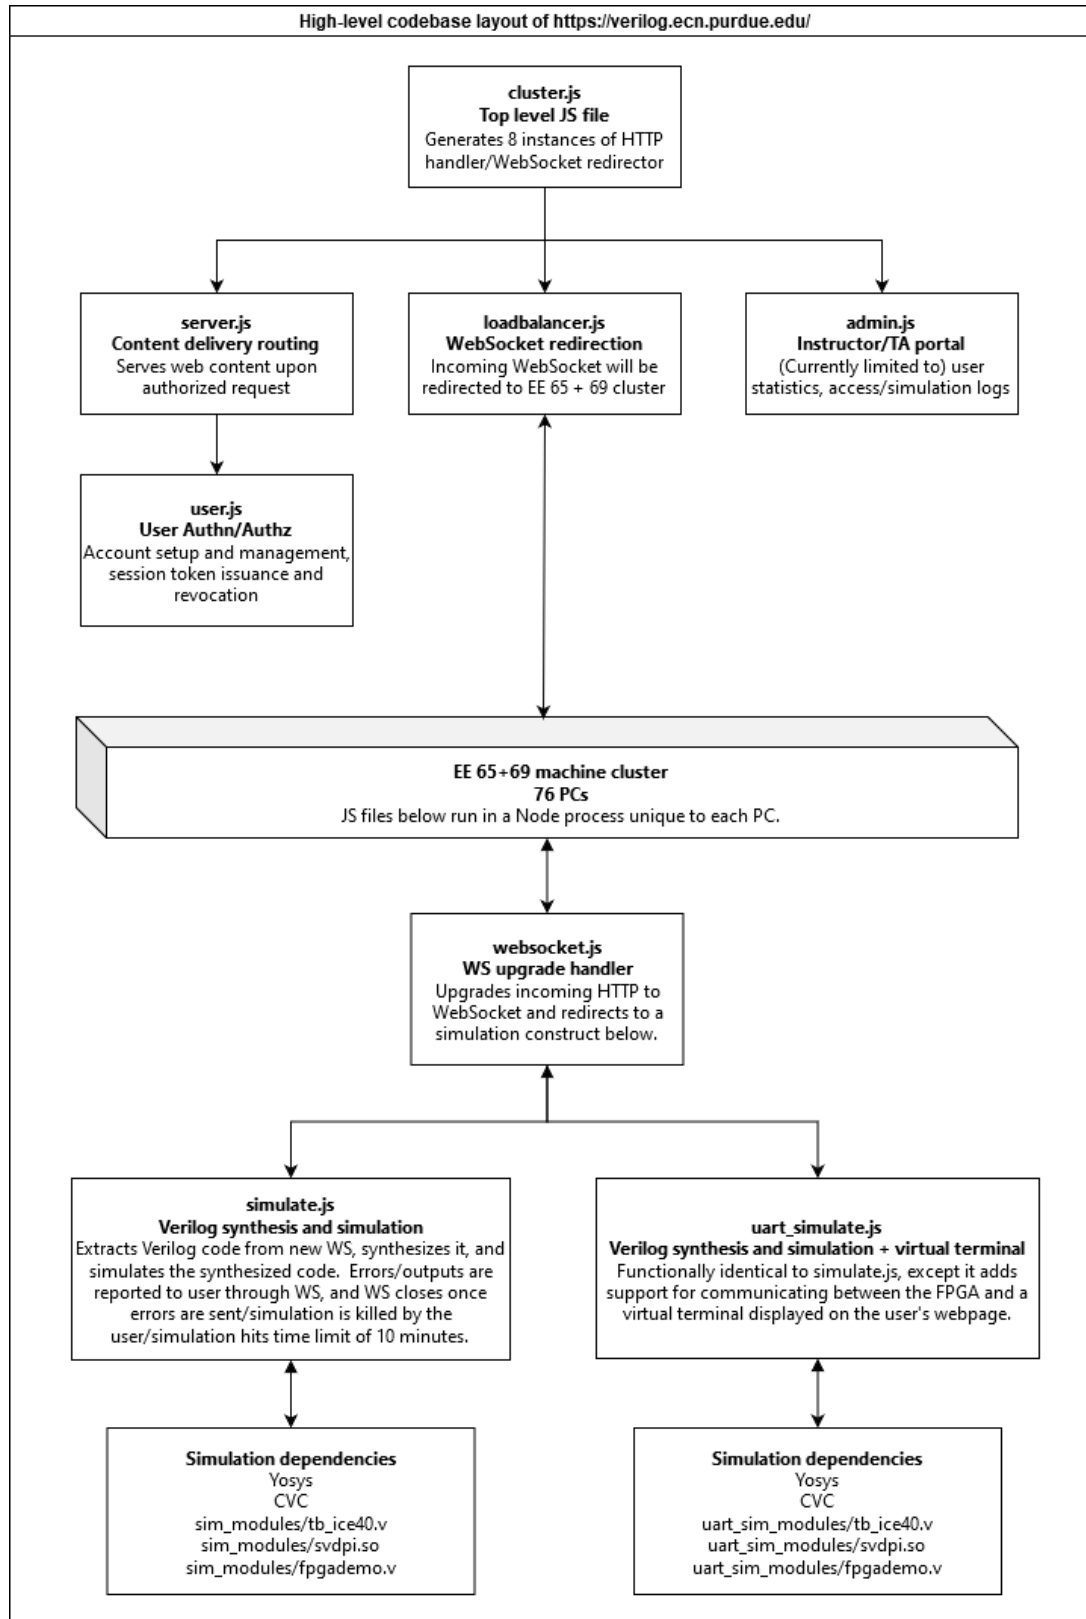 High-level codebase layout of https://verilog.ecn.purdue.edu/
cluster.js
Top level JS file
Generates 8 instances of HTTP
handler/WebSocket redirector
server.js
Content delivery routing
Serves web content upon
authorized request
loadbalancer.js
WebSocket redirection
Incoming WebSocket will be
redirected to EE 65 + 69 cluster
admin.js
Instructor/TA portal
(Currently limited to) user
statistics, access/simulation logs
user.js
User Authn/Authz
Account setup and management,
session token issuance and
revocation
EE 65+69 machine cluster
76 PCs
JS files below run in a Node process unique to each PC.
websocket.js
WS upgrade handler
Upgrades incoming HTTP to
WebSocket and redirects to a
simulation construct below.
simulate.js
Verilog synthesis and simulation
Extracts Verilog code from new WS, synthesizes it, and
simulates the synthesized code. Errors/outputs are
reported to user through WS, and WS closes once
errors are sent/simulation is killed by the
user/simulation hits time limit of 10 minutes.
uart_simulate.js
Verilog synthesis and simulation + virtual terminal
Functionally identical to simulate.js, except it adds
support for communicating between the FPGA and a
virtual terminal displayed on the user's webpage.
Simulation dependencies
Yosys
CVC
sim_modules/tb_ice40.v
sim_modules/svdpi.so
sim_modules/fpgademo.v
Simulation dependencies
Yosys
CVC
uart_sim_modules/tb_ice40.v
uart_sim_modules/svdpi.so
uart_sim_modules/fpgademo.v